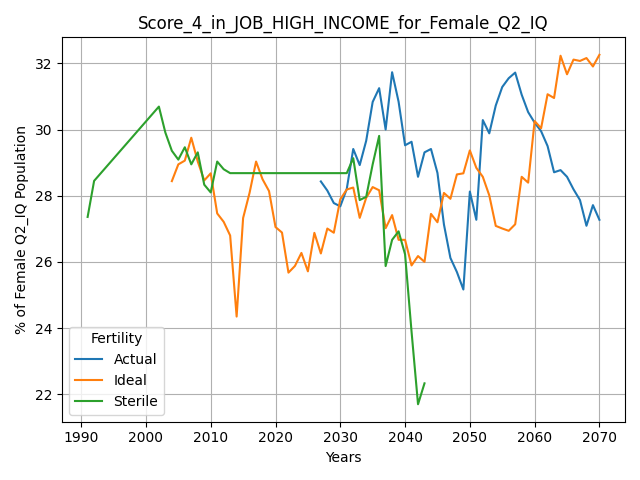 Score_4_in_JOB_HIGH_INCOME_for_Female_Q2_IQ
% of Female Q2_IQ Population
32
30
28
26
24
22
Fertility
Actual
Ideal
Sterile
1990 2000 2010 2020 2030 2040 2050 2060 2070
Years